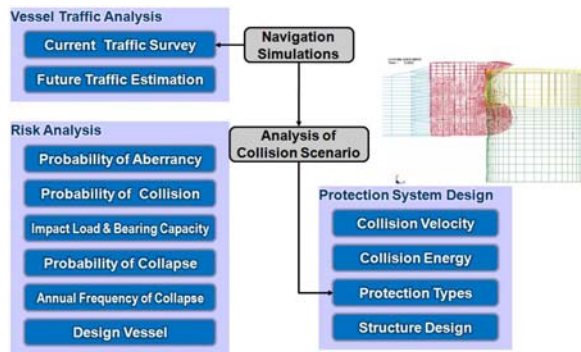 Vessel Traffic Analysis
Current Traffic Survey
Future Traffic Estimation
Navigation
Simulations
Risk Analysis
Probability of Aberrancy
Probability of Collision
Impact Load & Bearing Capacity
Probability of Collapse
Annual Frequency of Collapse
Design Vessel
Analysis of
Collision Scenario
Protection System Design
Collision Velocity
Collision Energy
Protection Types
Structure Design